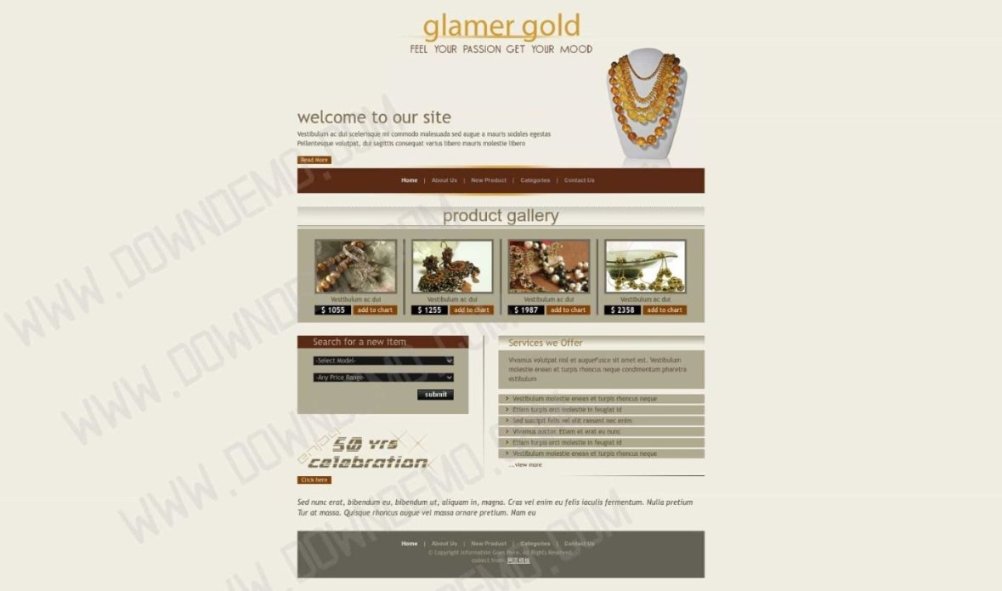 glamer gold
FEEL YOUR PASSION GET YOUR MOOD
welcome to our site
Vestibulum ac dui scelerisque mi commodo malesuada sed augue a mauris sodales egestas
Pellentesque volutpat, dui sagittis consequat varius libero mauris molestie libero
Read More
Home | About Us | New Product | Categories | Contact Us
product gallery
Vestibulum ac dui Vestibulum ac dui Vestibulum ac dui Vestibulum ac dui
$ 1055 add to chart $ 1255 add to chart $ 1987 add to chart $ 2358 add to chart
Search for a new item
-Select Model-
-Any Price Range-
submit
enjoy
50 yrs
celebration
Click here
Services we Offer
Vivamus volutpat nisl et augueFusce sit amet est. Vestibulum
molestie enean et turpis rhoncus neque condimentum pharetra
estibulum
> Vestibulum molestie enean et turpis rhoncus neque
> Etiam turpis orci molestie in feugiat id
> Sed suscipit felis vel elit raesent nec enim
> Vivamus auctor. Etiam et erat eu nunc
> Etiam turpis orci molestie in feugiat id
> Vestibulum molestie enean et turpis rhoncus neque
...view more
Sed nunc erat, bibendum eu, bibendum ut, aliquam in, magna. Cras vel enim eu felis iaculis fermentum. Nulla pretium
Tur at massa. Quisque rhoncus augue vel massa ornare pretium. Nam eu
Home | About Us | New Product | Categories | Contact Us
© Copyright Information Goes Here. All Rights Reserved.
collect from 网页模板
WWW.DOWNDEMO.COM
WWW.DOWNDEMO.COM
WWW.DOWNDEMO.COM